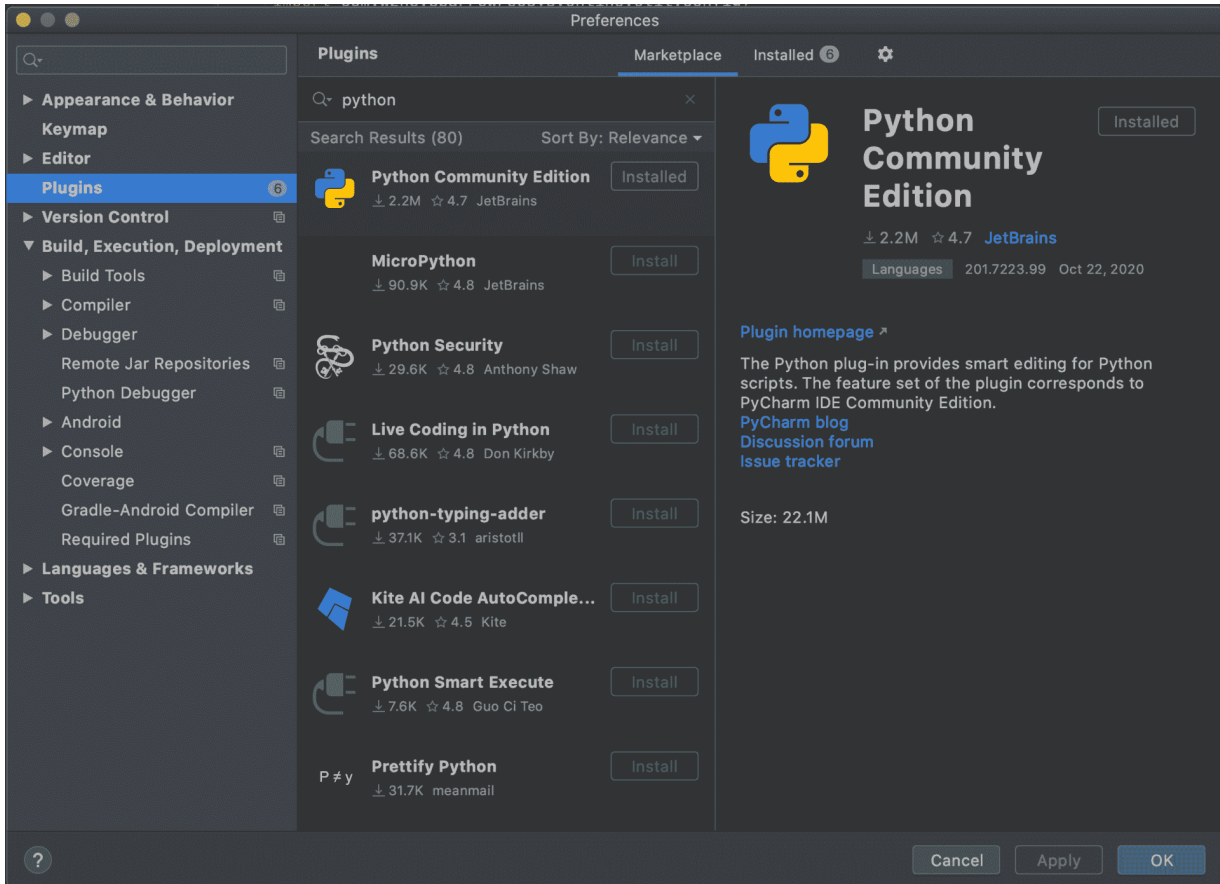 Preferences
Appearance & Behavior
Keymap
Editor
Plugins 6
Version Control
Build, Execution, Deployment
Build Tools
Compiler
Debugger
Remote Jar Repositories
Python Debugger
Android
Console
Coverage
Gradle-Android Compiler
Required Plugins
Languages & Frameworks
Tools
?
Plugins
Marketplace Installed 6
python
Search Results (80) Sort By: Relevance
Python Community Edition Installed
2.2M 4.7 JetBrains
MicroPython Install
90.9K 4.8 JetBrains
Python Security Install
29.6K 4.8 Anthony Shaw
Live Coding in Python Install
68.6K 4.8 Don Kirkby
python-typing-adder Install
37.1K 3.1 aristotll
Kite AI Code AutoComple... Install
21.5K 4.5 Kite
Python Smart Execute Install
7.6K 4.8 Guo Ci Teo
P ≠ y
Prettify Python Install
31.7K meanmail
Python Installed
Community
Edition
2.2M 4.7 JetBrains
Languages 201.7223.99 Oct 22, 2020
Plugin homepage ↗
The Python plug-in provides smart editing for Python
scripts. The feature set of the plugin corresponds to
PyCharm IDE Community Edition.
PyCharm blog
Discussion forum
Issue tracker
Size: 22.1M
Cancel Apply OK